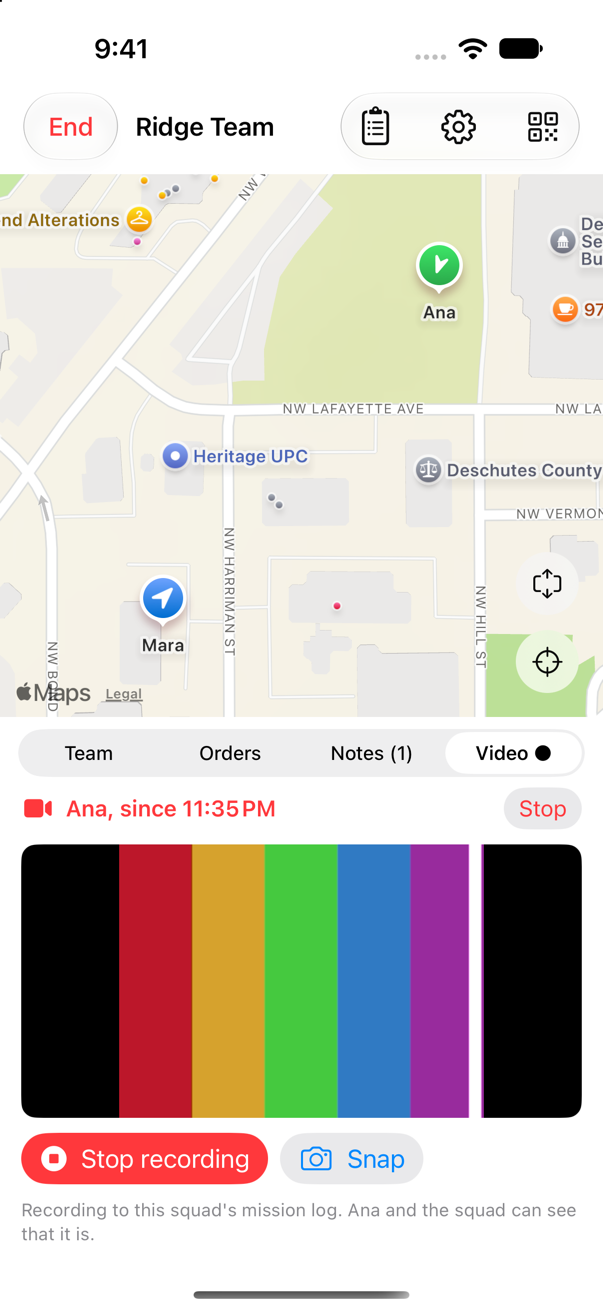 9:41
End
Ridge Team
nd Alterations
NW
De
Se
Bu
Ana
97
NW LAFAYETTE AVE
NW LA
Heritage UPC
Deschutes County
NW VERMON
NW HARRIMAN ST
NW HILL ST
Mara
NW BOND
Maps
Legal
Team
Orders
Notes (1)
Video
Ana, since 11:35 PM
Stop
Stop recording
Snap
Recording to this squad's mission log. Ana and the squad can see
that it is.